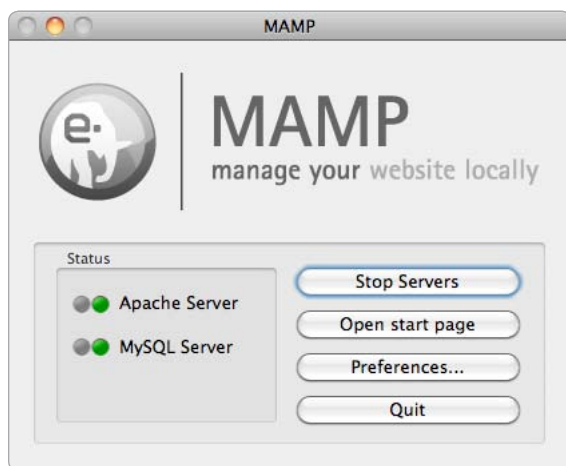 MAMP
e.
MAMP
manage your website locally
Status
Apache Server
MySQL Server
Stop Servers
Open start page
Preferences...
Quit